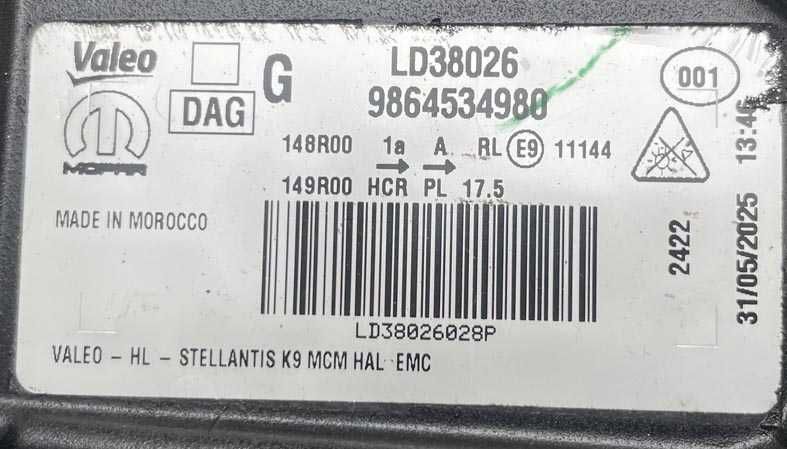 Valeo
G
LD38026
9864534980
001
DAG
MOPAR
148R00 1a A RL E9 11144
149R00 HCR PL 17.5
MADE IN MOROCCO
LD38026028P
VALEO - HL - STELLANTIS K9 MCM HAL EMC
2422
31/05/2025 13:46